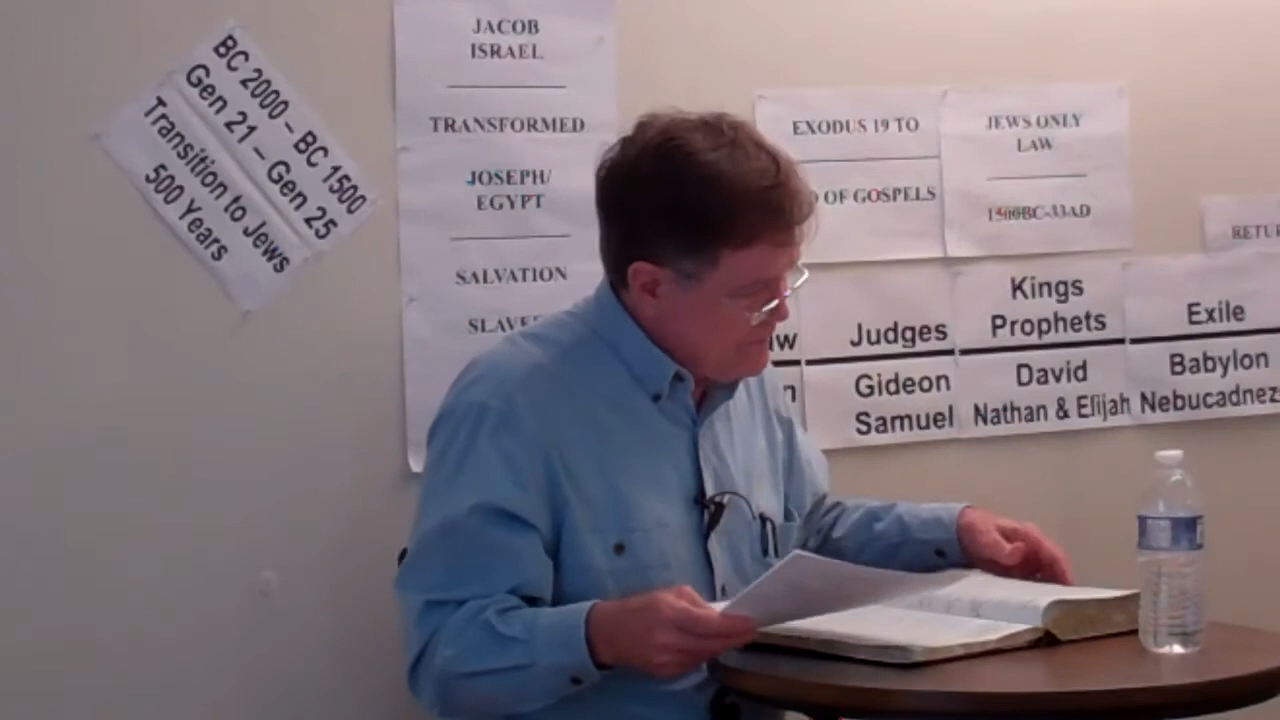 BC 2000 – BC 1500
Gen 21 – Gen 25
Transition to Jews
500 Years
JACOB
ISRAEL
TRANSFORMED
JOSEPH/
EGYPT
SALVATION
EXODUS 19 TO
OF GOSPELS
JEWS ONLY
LAW
1500BC-33AD
Judges
Gideon
Samuel
Kings
Prophets
David
Nathan & Elijah
Exile
Babylon